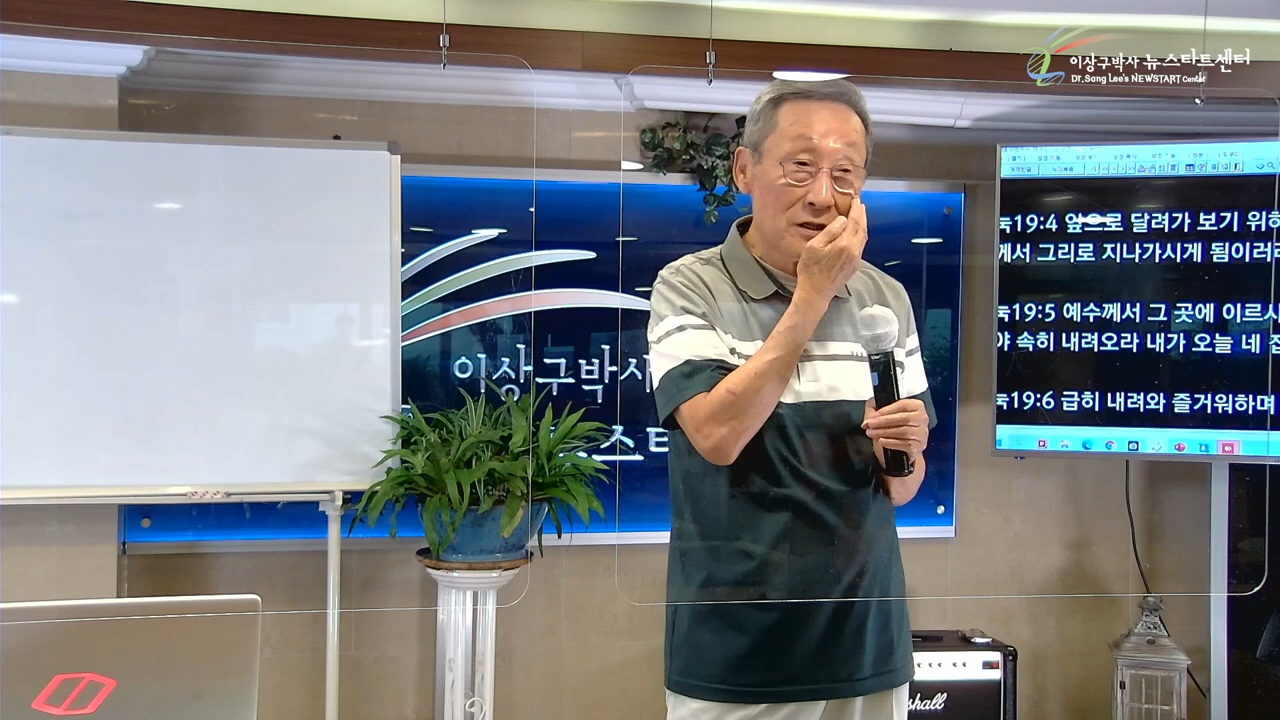 이상구박사 뉴스타트센터
Dr. Sang Lee's NEWSTART Center
눅19:4 앞으로 달려가 보기 위하
께서 그리로 지나가시게 됨이러라
눅19:5 예수께서 그 곳에 이르사
야 속히 내려오라 내가 오늘 네 집
눅19:6 급히 내려와 즐거워하며
이상구박사
스타
shall